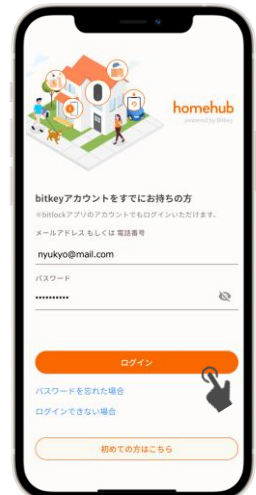 homehub
powered by Bitkey
bitkeyアカウントをすでにお持ちの方
※bitlockアプリのアカウントでもログインいただけます。
メールアドレス もしくは 電話番号
nyukyo@mail.com
パスワード
••••••••••
ログイン
パスワードを忘れた場合
ログインできない場合
初めての方はこちら